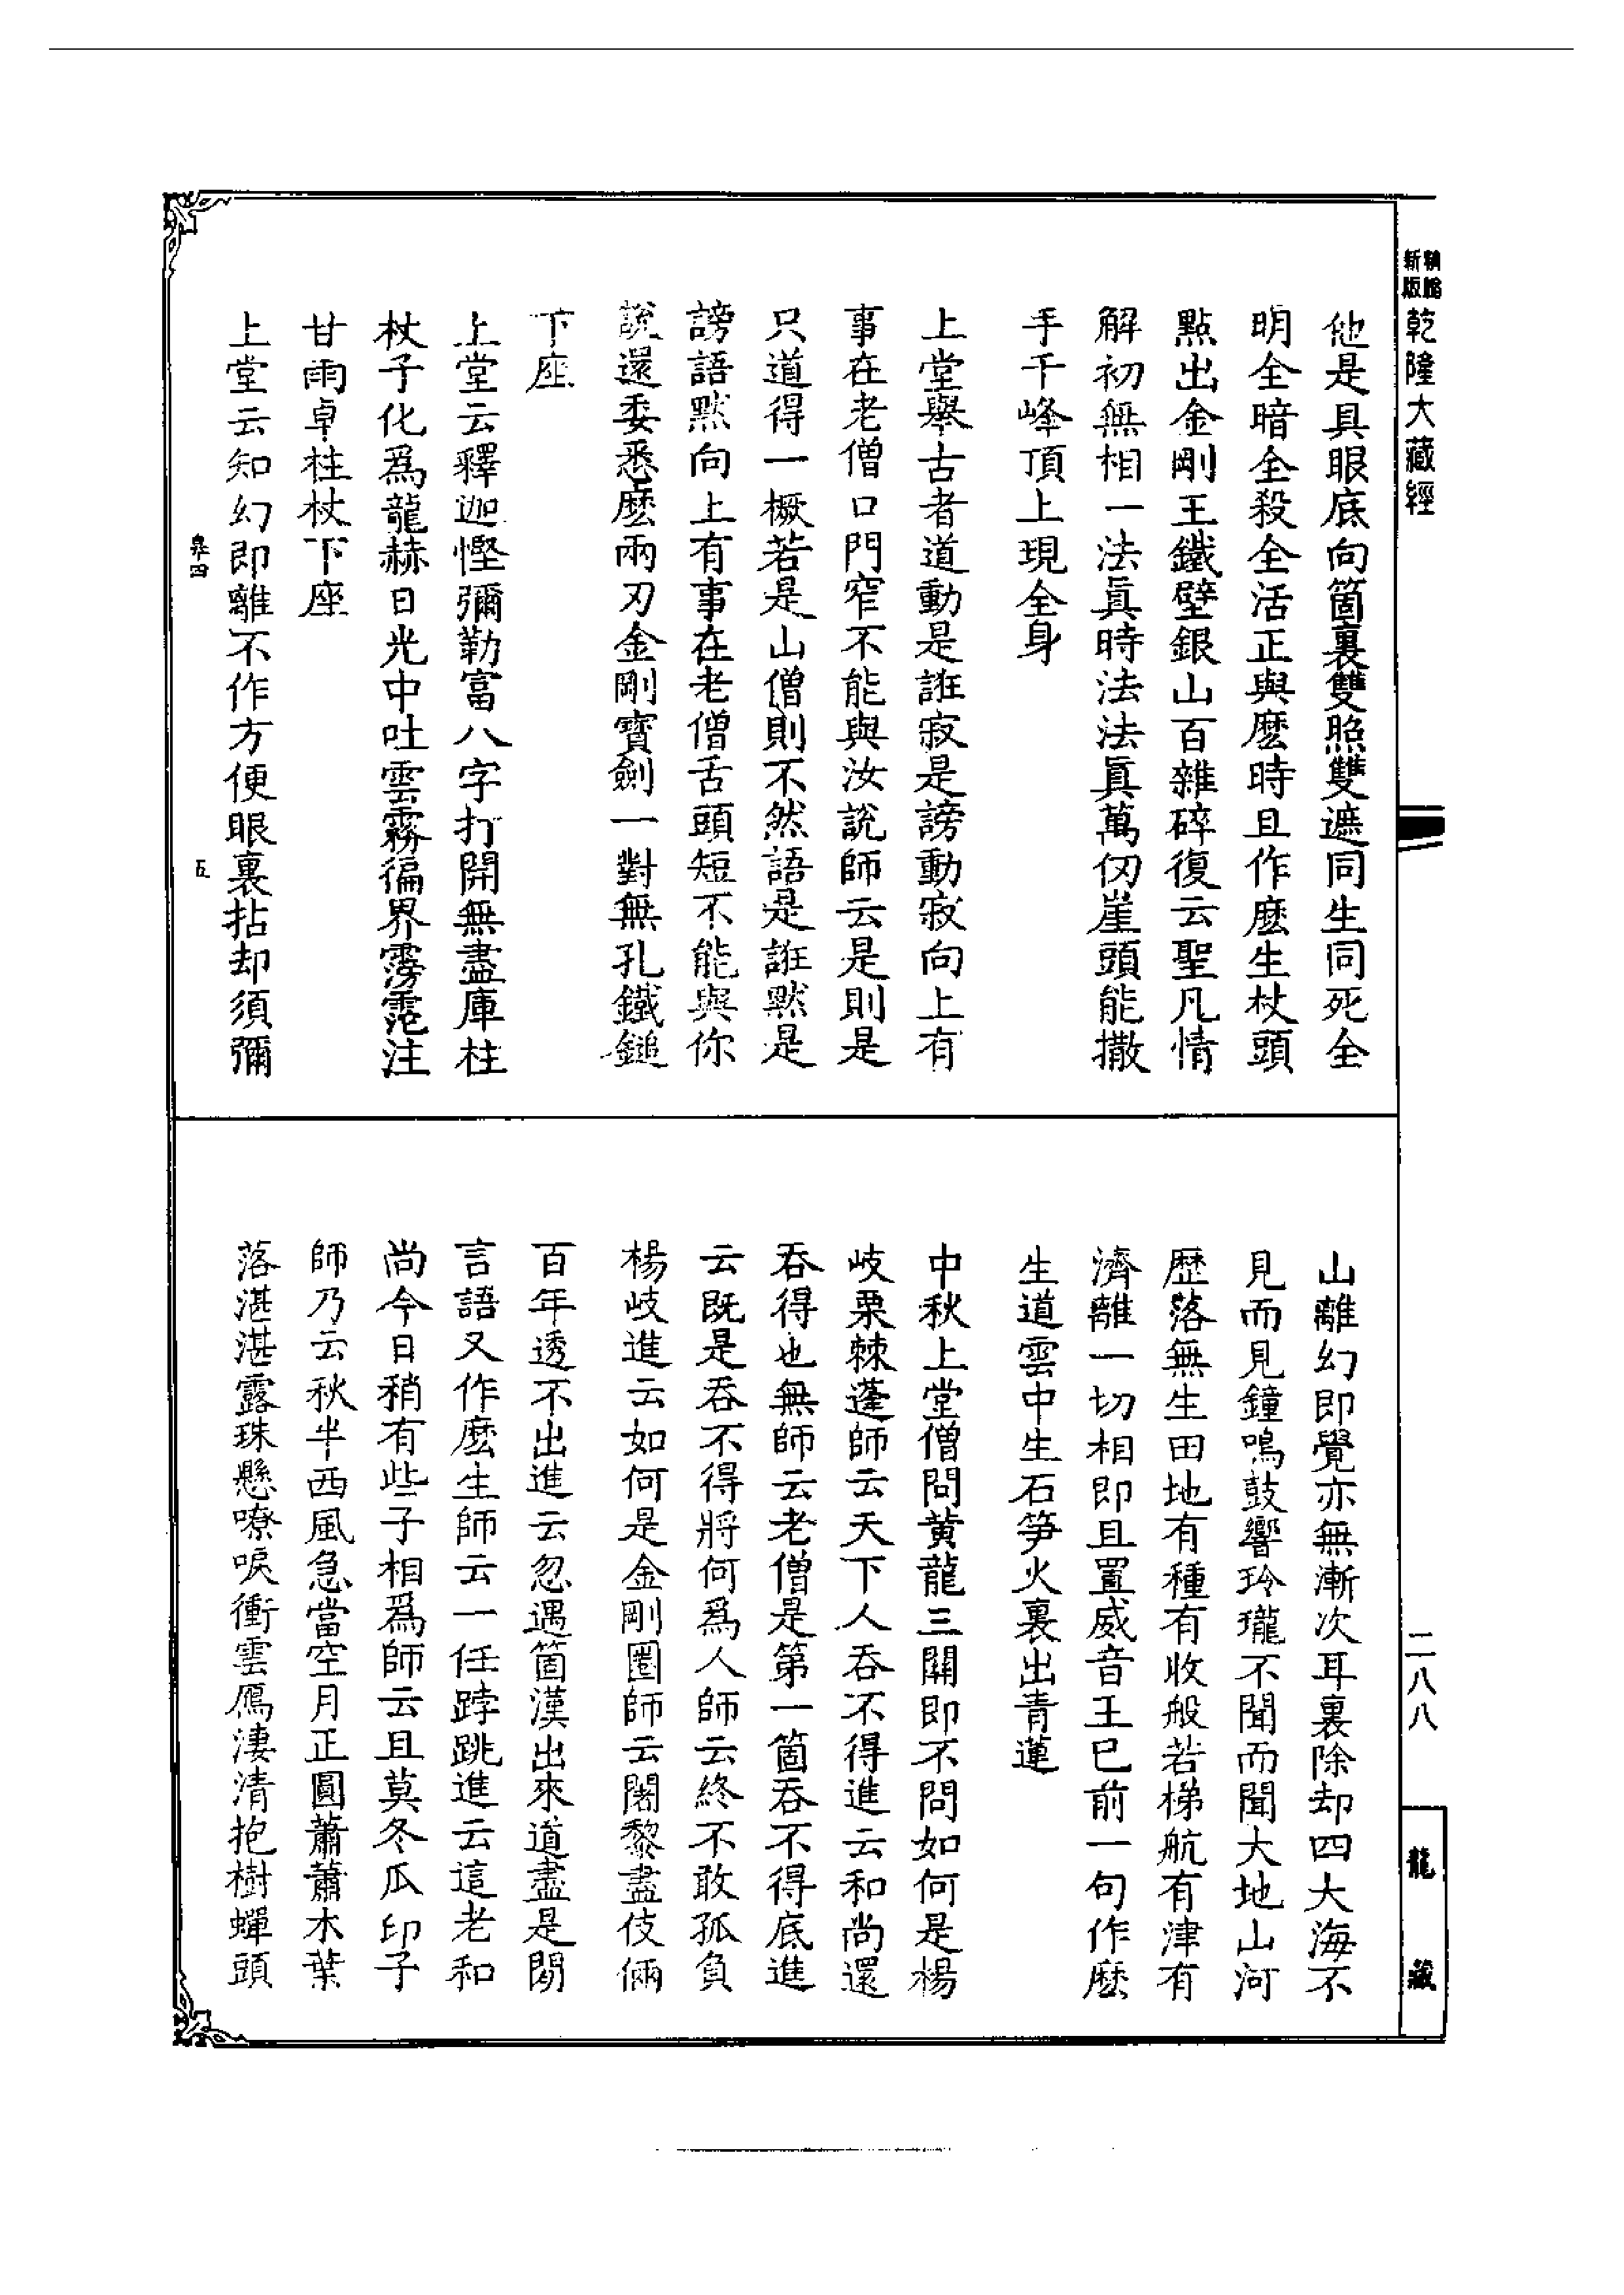 新版
精縮
乾隆大藏經
他是具眼底向箇裏雙照雙遮同生同死全
明全暗全殺全活正與麽時且作麽生杖頭
點出金剛王鐵壁銀山百雜碎復云聖凡情
解初無相一法眞時法法眞萬仞崖頭能撒
手千峰頂上現全身
上堂舉古者道動是誑寂是謗動寂向上有
事在老僧口門窄不能與汝説師云是則是
只道得一橛若是山僧則不然語是誑黙是
謗語黙向上有事在老僧舌頭短不能與你
説還委悉麽兩刃金剛寶劍一對無孔鐵鎚
下座
上堂云釋迦慳彌勒富八字打開無盡庫柱
杖子化爲龍赫日光中吐雲霧徧界霶霈注
甘雨卓柱杖下座
上堂云知幻即離不作方便眼裏拈却須彌
皋四
五
山離幻即覺亦無漸次耳裏除却四大海不
見而見鐘鳴鼓響玲瓏不聞而聞大地山河
歷落無生田地有種有收般若梯航有津有
濟離一切相即且置威音王已前一句作麽
生道雲中生石笋火裏出青蓮
中秋上堂僧問黄龍三關即不問如何是楊
岐栗棘蓬師云天下人吞不得進云和尚還
吞得也無師云老僧是第一箇吞不得底進
云既是吞不得將何爲人師云終不敢孤負
楊岐進云如何是金剛圈師云闍黎盡伎倆
百年透不出進云忽遇箇漢出來道盡是閑
言語又作麽生師云一任䟦跳進云這老和
尚今日稍有些子相爲師云且莫冬瓜印子
師乃云秋半西風急當空月正圓蕭蕭木葉
落湛湛露珠懸嘹唳衝雲鴈淒清抱樹蟬頭
二八八
龍藏